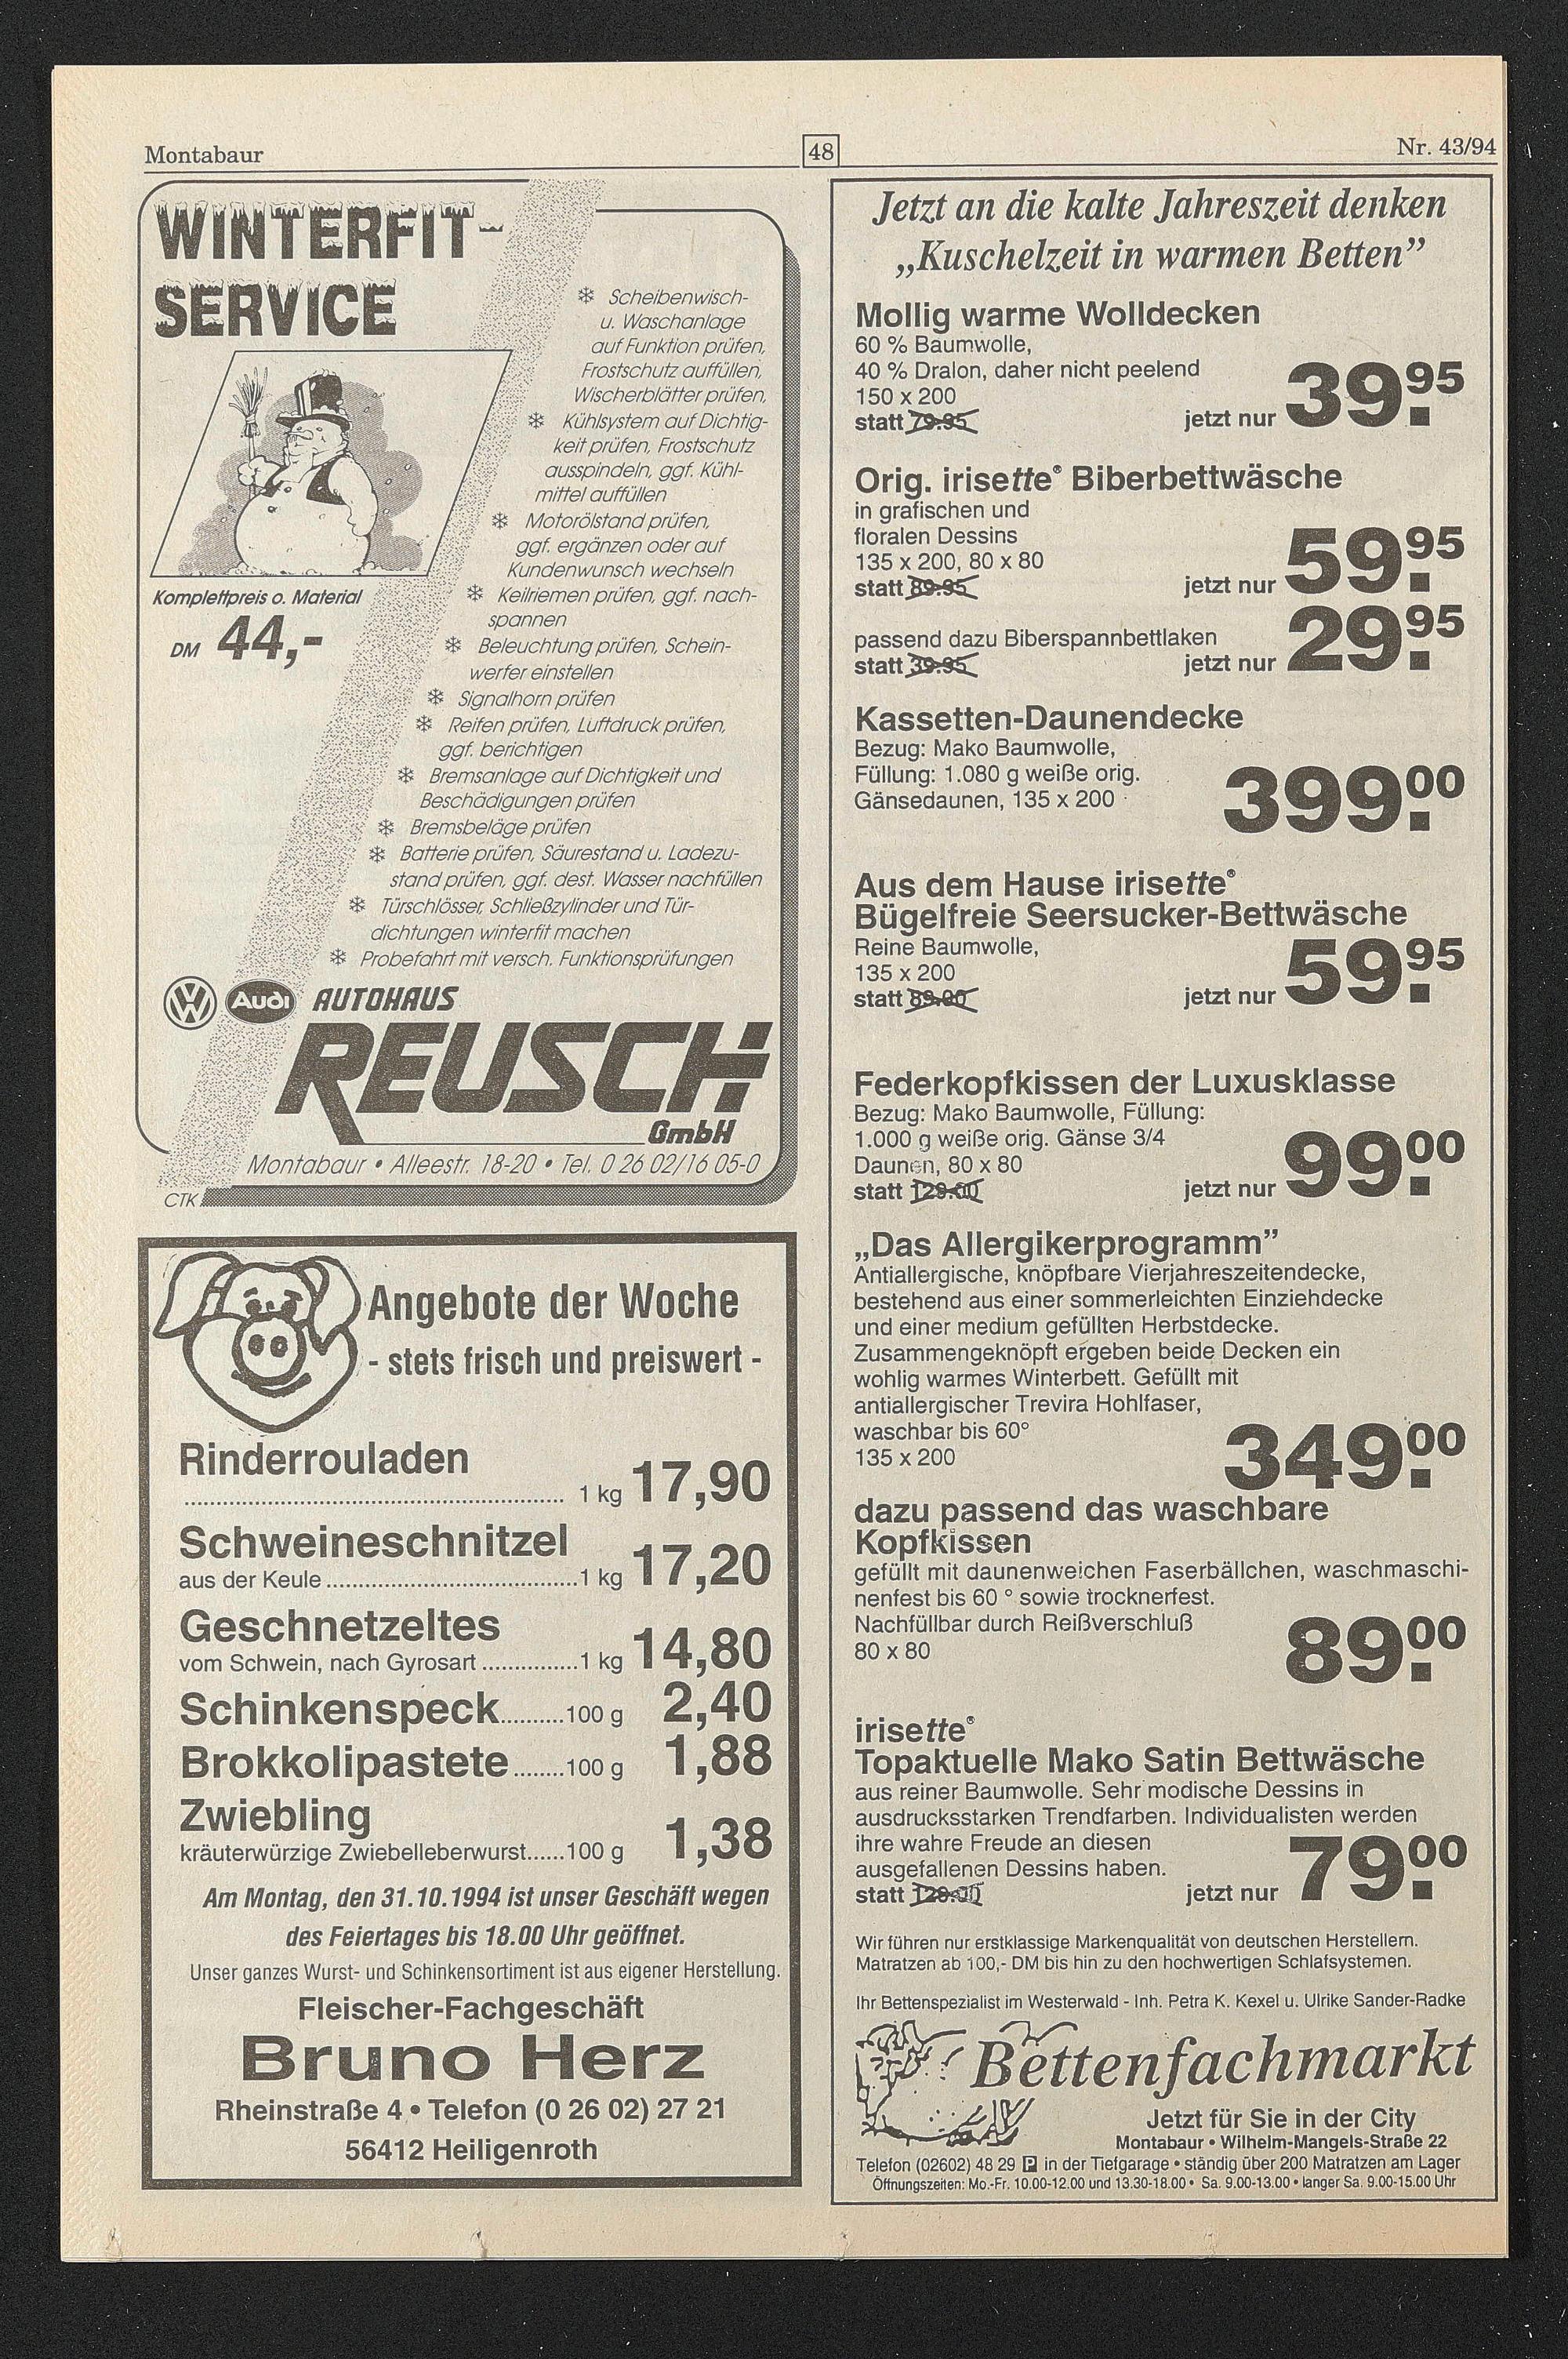 Montabaur
48
Nr. 43/94
WINTERFIT-
SERVICE
Komplettpreis o. Material
DM 44,-
❄ Scheibenwisch-
u. Waschanlage
auf Funktion prüfen,
Frostschutz auffüllen,
Wischerblätter prüfen,
❄ Kühlsystem auf Dichtig-
keit prüfen, Frostschutz
ausspindeln, ggf. Kühl-
mittel auffüllen
❄ Motorölstand prüfen,
ggf. ergänzen oder auf
Kundenwunsch wechseln
❄ Keilriemen prüfen, ggf. nach-
spannen
❄ Beleuchtung prüfen, Schein-
werfer einstellen
❄ Signalhorn prüfen
❄ Reifen prüfen, Luftdruck prüfen,
ggf. berichtigen
❄ Bremsanlage auf Dichtigkeit und
Beschädigungen prüfen
❄ Bremsbeläge prüfen
❄ Batterie prüfen, Säurestand u. Ladezu-
stand prüfen, ggf. dest. Wasser nachfüllen
❄ Türschlösser, Schließzylinder und Tür-
dichtungen winterfit machen
❄ Probefahrt mit versch. Funktionsprüfungen
VW Audi AUTOHAUS
REUSCH
GmbH
Montabaur • Alleestr. 18-20 • Tel. 0 26 02/16 05-0
CTK
Angebote der Woche
- stets frisch und preiswert -
Rinderrouladen
1 kg 17,90
Schweineschnitzel
aus der Keule 1 kg 17,20
Geschnetzeltes
vom Schwein, nach Gyrosart 1 kg 14,80
Schinkenspeck 100 g 2,40
Brokkolipastete 100 g 1,88
Zwiebling
kräuterwürzige Zwiebelleberwurst 100 g 1,38
Am Montag, den 31.10.1994 ist unser Geschäft wegen
des Feiertages bis 18.00 Uhr geöffnet.
Unser ganzes Wurst- und Schinkensortiment ist aus eigener Herstellung.
Fleischer-Fachgeschäft
Bruno Herz
Rheinstraße 4 • Telefon (0 26 02) 27 21
56412 Heiligenroth
Jetzt an die kalte Jahreszeit denken
„Kuschelzeit in warmen Betten”
Mollig warme Wolldecken
60 % Baumwolle,
40 % Dralon, daher nicht peelend
150 x 200
statt 79.95 jetzt nur 39.95
Orig. irisette® Biberbettwäsche
in grafischen und
floralen Dessins
135 x 200, 80 x 80
statt 89.95 jetzt nur 59.95
passend dazu Biberspannbettlaken
statt 39.95 jetzt nur 29.95
Kassetten-Daunendecke
Bezug: Mako Baumwolle,
Füllung: 1.080 g weiße orig.
Gänsedaunen, 135 x 200
399.00
Aus dem Hause irisette®
Bügelfreie Seersucker-Bettwäsche
Reine Baumwolle,
135 x 200
statt 89.00 jetzt nur 59.95
Federkopfkissen der Luxusklasse
Bezug: Mako Baumwolle, Füllung:
1.000 g weiße orig. Gänse 3/4
Daunen, 80 x 80
statt 129.00 jetzt nur 99.00
„Das Allergikerprogramm”
Antiallergische, knöpfbare Vierjahreszeitendecke,
bestehend aus einer sommerleichten Einziehdecke
und einer medium gefüllten Herbstdecke.
Zusammengeknöpft ergeben beide Decken ein
wohlig warmes Winterbett. Gefüllt mit
antiallergischer Trevira Hohlfaser,
waschbar bis 60°
135 x 200
349.00
dazu passend das waschbare
Kopfkissen
gefüllt mit daunenweichen Faserbällchen, waschmaschi-
nenfest bis 60 ° sowie trocknerfest.
Nachfüllbar durch Reißverschluß
80 x 80
89.00
irisette®
Topaktuelle Mako Satin Bettwäsche
aus reiner Baumwolle. Sehr modische Dessins in
ausdrucksstarken Trendfarben. Individualisten werden
ihre wahre Freude an diesen
ausgefallenen Dessins haben.
statt 129.00 jetzt nur 79.00
Wir führen nur erstklassige Markenqualität von deutschen Herstellern.
Matratzen ab 100,- DM bis hin zu den hochwertigen Schlafsystemen.
Ihr Bettenspezialist im Westerwald - Inh. Petra K. Kexel u. Ulrike Sander-Radke
Bettenfachmarkt
Jetzt für Sie in der City
Montabaur • Wilhelm-Mangels-Straße 22
Telefon (02602) 48 29 P in der Tiefgarage • ständig über 200 Matratzen am Lager
Öffnungszeiten: Mo.-Fr. 10.00-12.00 und 13.30-18.00 • Sa. 9.00-13.00 • langer Sa. 9.00-15.00 Uhr